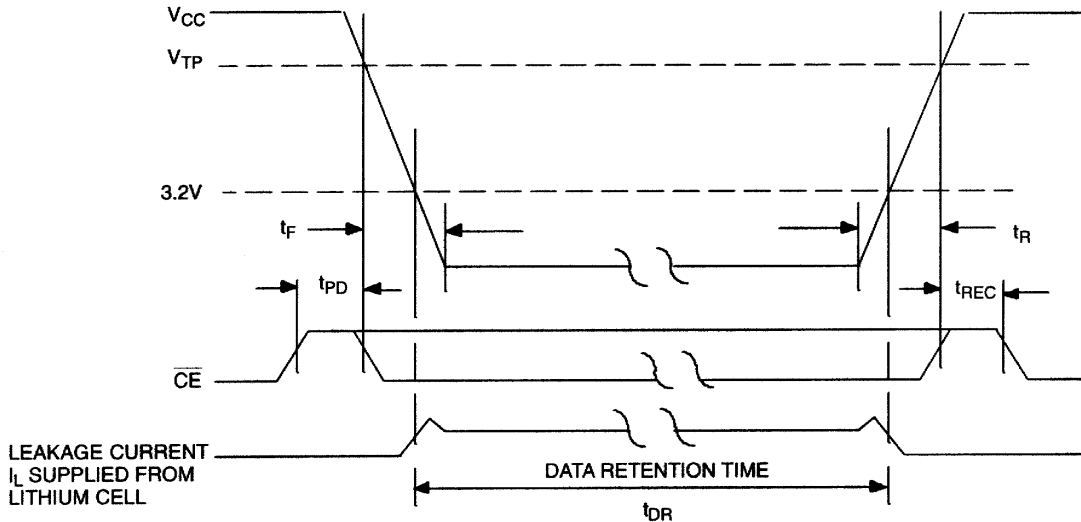 VCC
VTP
3.2V
tF
tR
tPD
tREC
CE
LEAKAGE CURRENT
IL SUPPLIED FROM
LITHIUM CELL
DATA RETENTION TIME
tDR